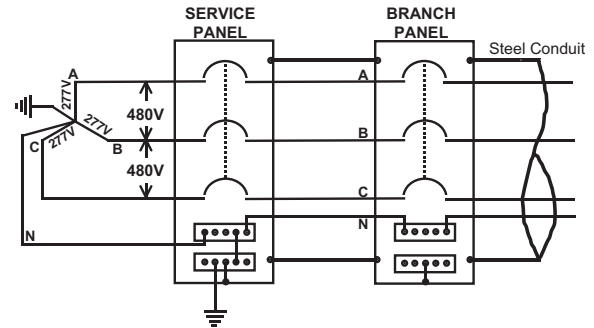 SERVICE
PANEL
BRANCH
PANEL
Steel Conduit
A
277V
480V
A
277V
B
B
C
277V
480V
C
N
N